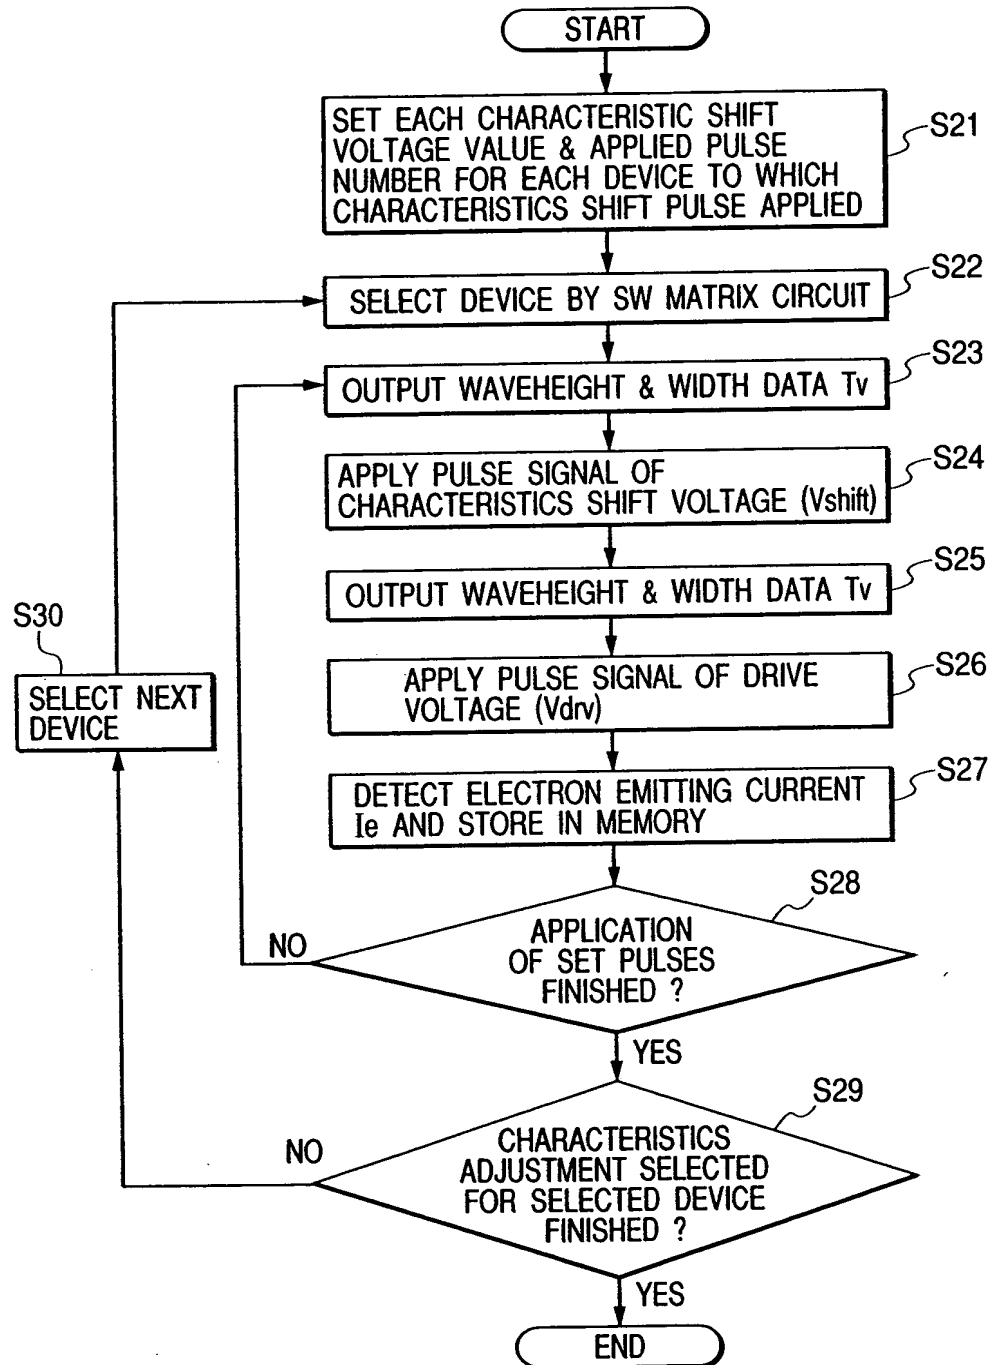 START
SET EACH CHARACTERISTIC SHIFT
VOLTAGE VALUE & APPLIED PULSE
NUMBER FOR EACH DEVICE TO WHICH
CHARACTERISTICS SHIFT PULSE APPLIED
S21
SELECT DEVICE BY SW MATRIX CIRCUIT
S22
OUTPUT WAVEHEIGHT & WIDTH DATA Tv
S23
APPLY PULSE SIGNAL OF
CHARACTERISTICS SHIFT VOLTAGE (Vshift)
S24
OUTPUT WAVEHEIGHT & WIDTH DATA Tv
S25
APPLY PULSE SIGNAL OF DRIVE
VOLTAGE (Vdrv)
S26
DETECT ELECTRON EMITTING CURRENT
Ie AND STORE IN MEMORY
S27
APPLICATION
OF SET PULSES
FINISHED ?
S28
NO
YES
CHARACTERISTICS
ADJUSTMENT SELECTED
FOR SELECTED DEVICE
FINISHED ?
S29
NO
YES
S30
SELECT NEXT
DEVICE
END